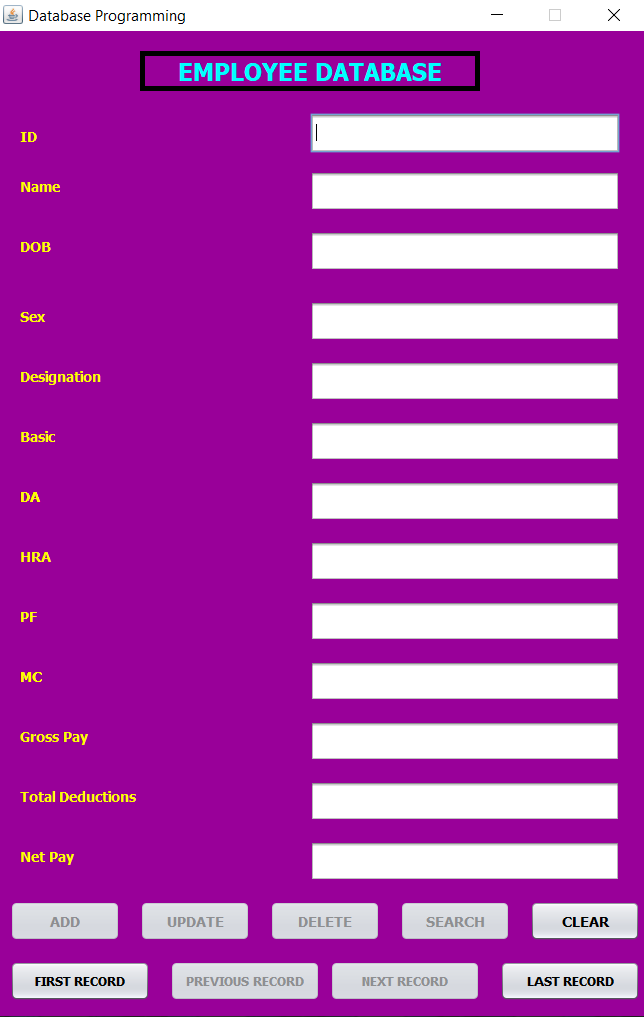 Database Programming
EMPLOYEE DATABASE
ID
Name
DOB
Sex
Designation
Basic
DA
HRA
PF
MC
Gross Pay
Total Deductions
Net Pay
ADD UPDATE DELETE SEARCH CLEAR
FIRST RECORD PREVIOUS RECORD NEXT RECORD LAST RECORD